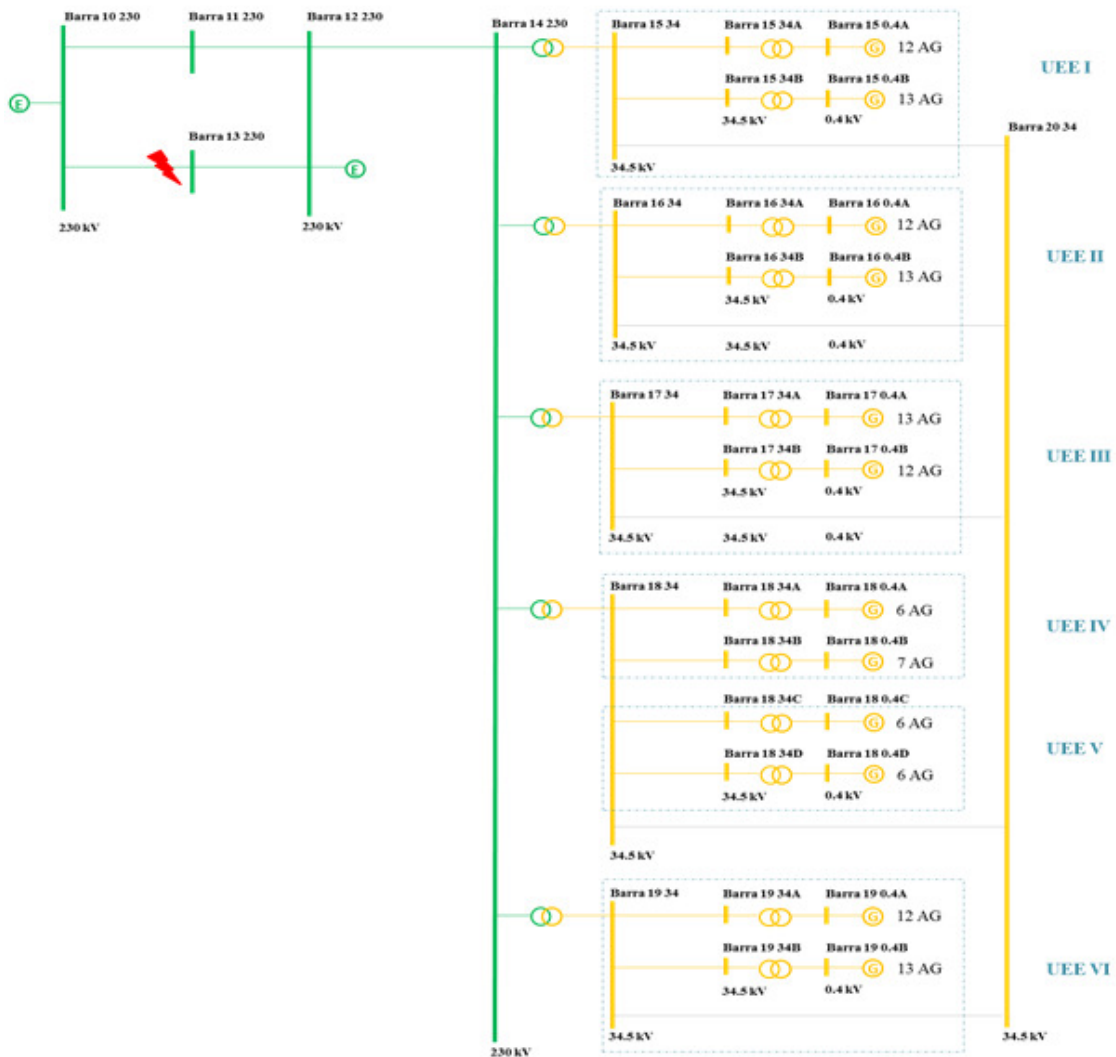 Barra 10 230
Barra 11 230
Barra 12 230
Barra 14 230
Barra 13 230
E
E
230 kV
230 kV
230 kV
Barra 15 34
Barra 15 34A
Barra 15 0.4A
G
12 AG
Barra 15 34B
Barra 15 0.4B
G
13 AG
34.5 kV
0.4 kV
34.5 kV
UEE I
Barra 20 34
Barra 16 34
Barra 16 34A
Barra 16 0.4A
G
12 AG
Barra 16 34B
Barra 16 0.4B
G
13 AG
34.5 kV
0.4 kV
34.5 kV
34.5 kV
0.4 kV
UEE II
Barra 17 34
Barra 17 34A
Barra 17 0.4A
G
13 AG
Barra 17 34B
Barra 17 0.4B
G
12 AG
34.5 kV
0.4 kV
34.5 kV
34.5 kV
0.4 kV
UEE III
Barra 18 34
Barra 18 34A
Barra 18 0.4A
G
6 AG
Barra 18 34B
Barra 18 0.4B
G
7 AG
UEE IV
Barra 18 34C
Barra 18 0.4C
G
6 AG
Barra 18 34D
Barra 18 0.4D
G
6 AG
34.5 kV
0.4 kV
UEE V
34.5 kV
Barra 19 34
Barra 19 34A
Barra 19 0.4A
G
12 AG
Barra 19 34B
Barra 19 0.4B
G
13 AG
34.5 kV
0.4 kV
UEE VI
34.5 kV
34.5 kV